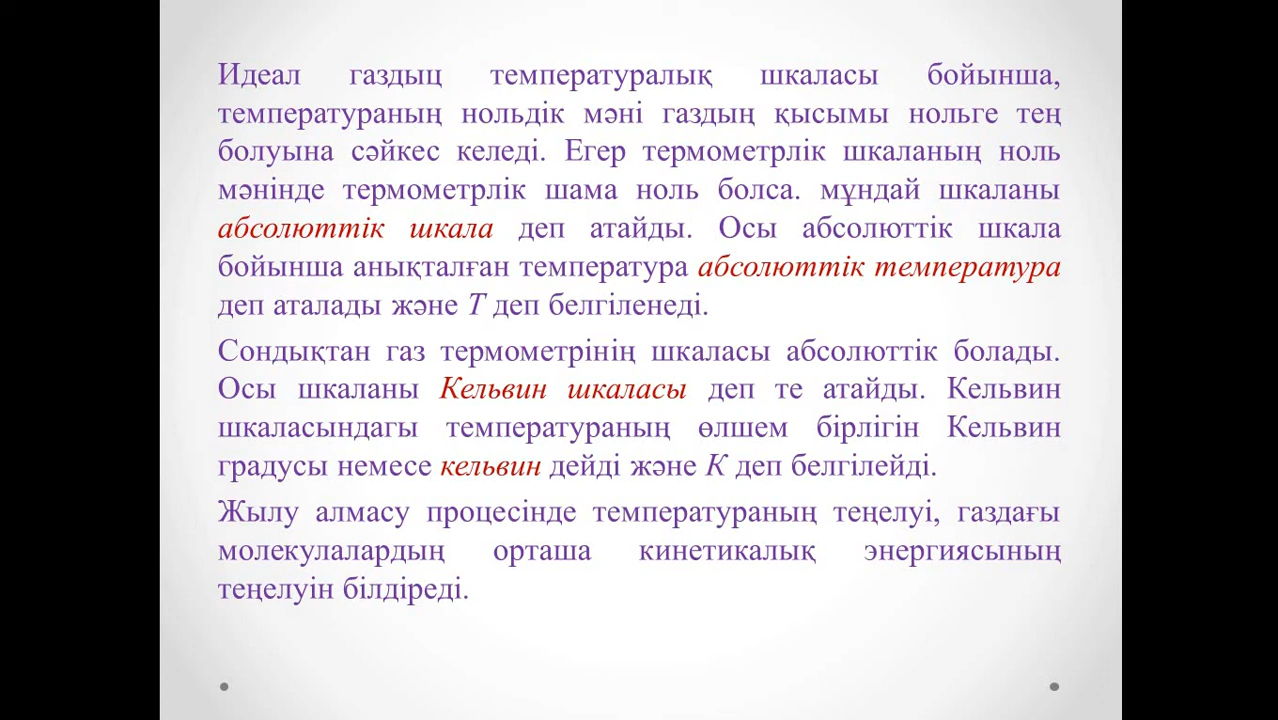 Идеал газдыц температуралық шкаласы бойынша,
температураның нольдік мәні газдың қысымы нольге тең
болуына сәйкес келеді. Егер термометрлік шкаланың ноль
мәнінде термометрлік шама ноль болса. мұндай шкаланы
абсолюттік шкала деп атайды. Осы абсолюттік шкала
бойынша анықталған температура абсолюттік температура
деп аталады және Т деп белгіленеді.
Сондықтан газ термометрінің шкаласы абсолюттік болады.
Осы шкаланы Кельвин шкаласы деп те атайды. Кельвин
шкаласындагы температураның өлшем бірлігін Кельвин
градусы немесе кельвин дейді және К деп белгілейді.
Жылу алмасу процесінде температураның теңелуі, газдағы
молекулалардың орташа кинетикалық энергиясының
теңелуін білдіреді.